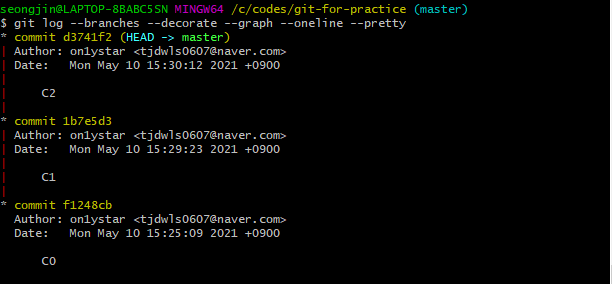 seongjin@LAPTOP-8BABC5SN MINGW64 /c/codes/git-for-practice (master)
$ git log --branches --decorate --graph --oneline --pretty
* commit d3741f2 (HEAD -> master)
| Author: on1ystar <tjdwls0607@naver.com>
| Date:   Mon May 10 15:30:12 2021 +0900
|
|     C2
|
* commit 1b7e5d3
| Author: on1ystar <tjdwls0607@naver.com>
| Date:   Mon May 10 15:29:23 2021 +0900
|
|     C1
|
* commit f1248cb
  Author: on1ystar <tjdwls0607@naver.com>
  Date:   Mon May 10 15:25:09 2021 +0900

      C0